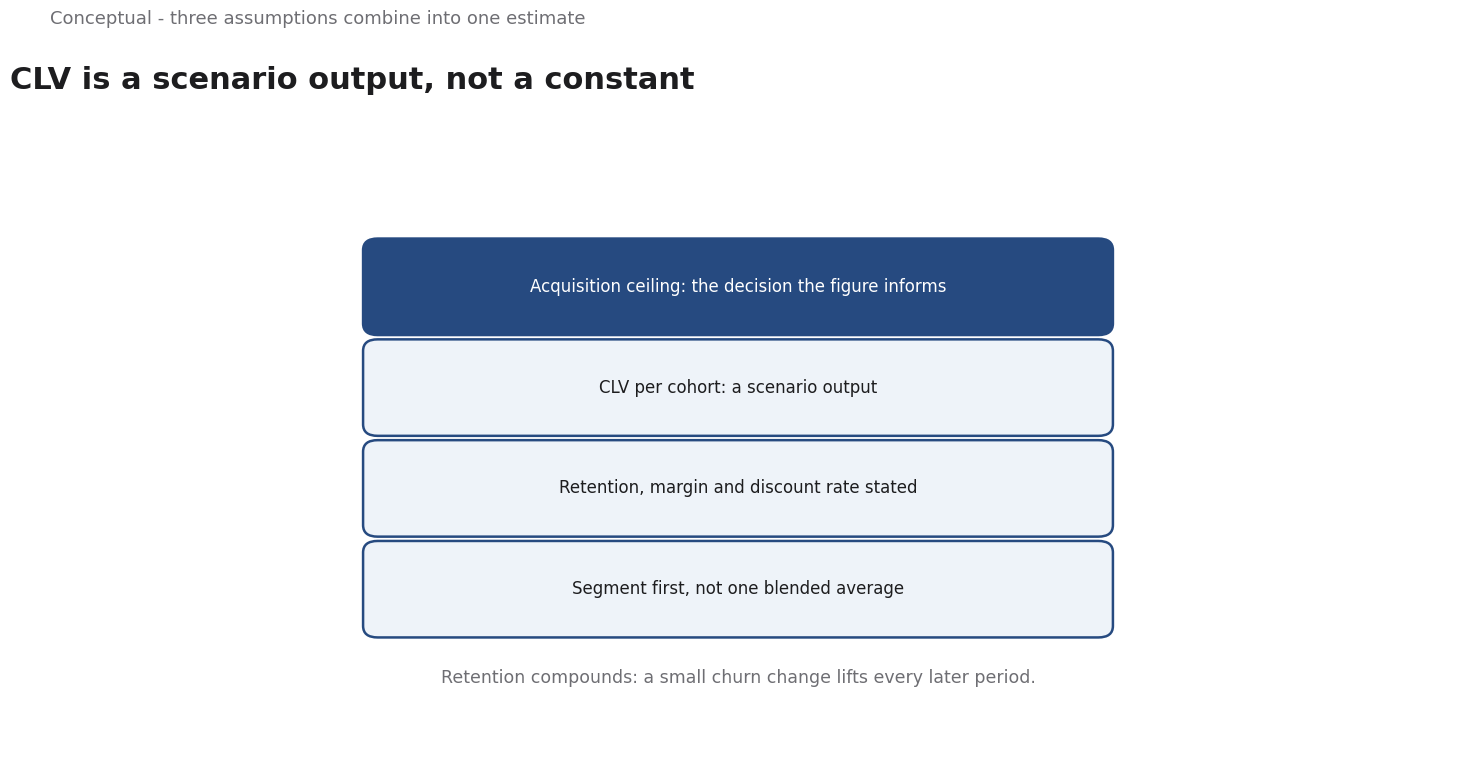 Conceptual - three assumptions combine into one estimate
CLV is a scenario output, not a constant
Acquisition ceiling: the decision the figure informs
CLV per cohort: a scenario output
Retention, margin and discount rate stated
Segment first, not one blended average
Retention compounds: a small churn change lifts every later period.